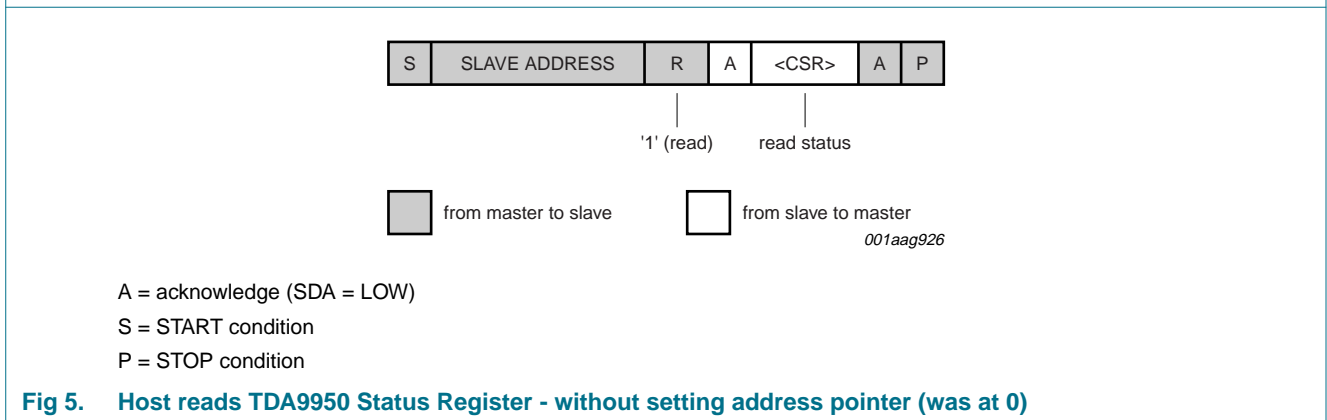 S SLAVE ADDRESS R A <CSR> A P
'1' (read) read status
from master to slave from slave to master
001aag926
A = acknowledge (SDA = LOW)
S = START condition
P = STOP condition
Fig 5. Host reads TDA9950 Status Register - without setting address pointer (was at 0)